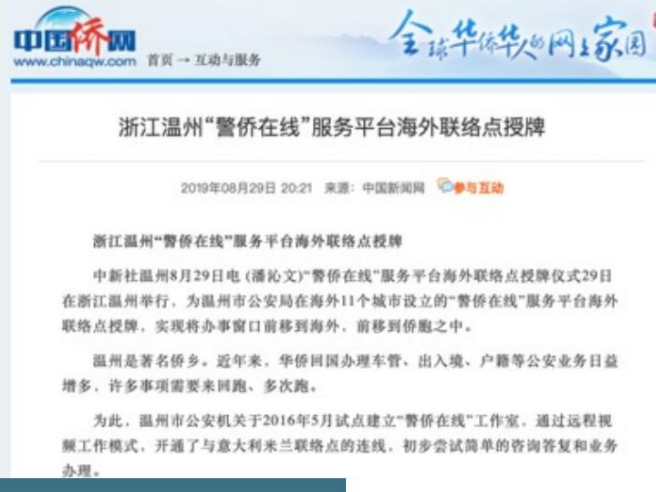 中国侨网
www.chinaqw.com
首页→互动与服务
全球华侨华人的网上家园
浙江温州“警侨在线”服务平台海外联络点授牌
2019年08月29日 20:21 来源：中国新闻网 参与互动
浙江温州“警侨在线”服务平台海外联络点授牌
中新社温州8月29日电 (潘沁文)“警侨在线”服务平台海外联络点授牌仪式29日
在浙江温州举行，为温州市公安局在海外11个城市设立的“警侨在线”服务平台海外
联络点授牌，实现将办事窗口前移到海外，前移到侨胞之中。
温州是著名侨乡。近年来，华侨回国办理车管、出入境、户籍等公安业务日益
增多，许多事项需要来回跑、多次跑。
为此，温州市公安机关于2016年5月试点建立“警侨在线”工作室，通过远程视
频工作模式，开通了与意大利米兰联络点的连线，初步尝试简单的咨询答复和业务
办理。